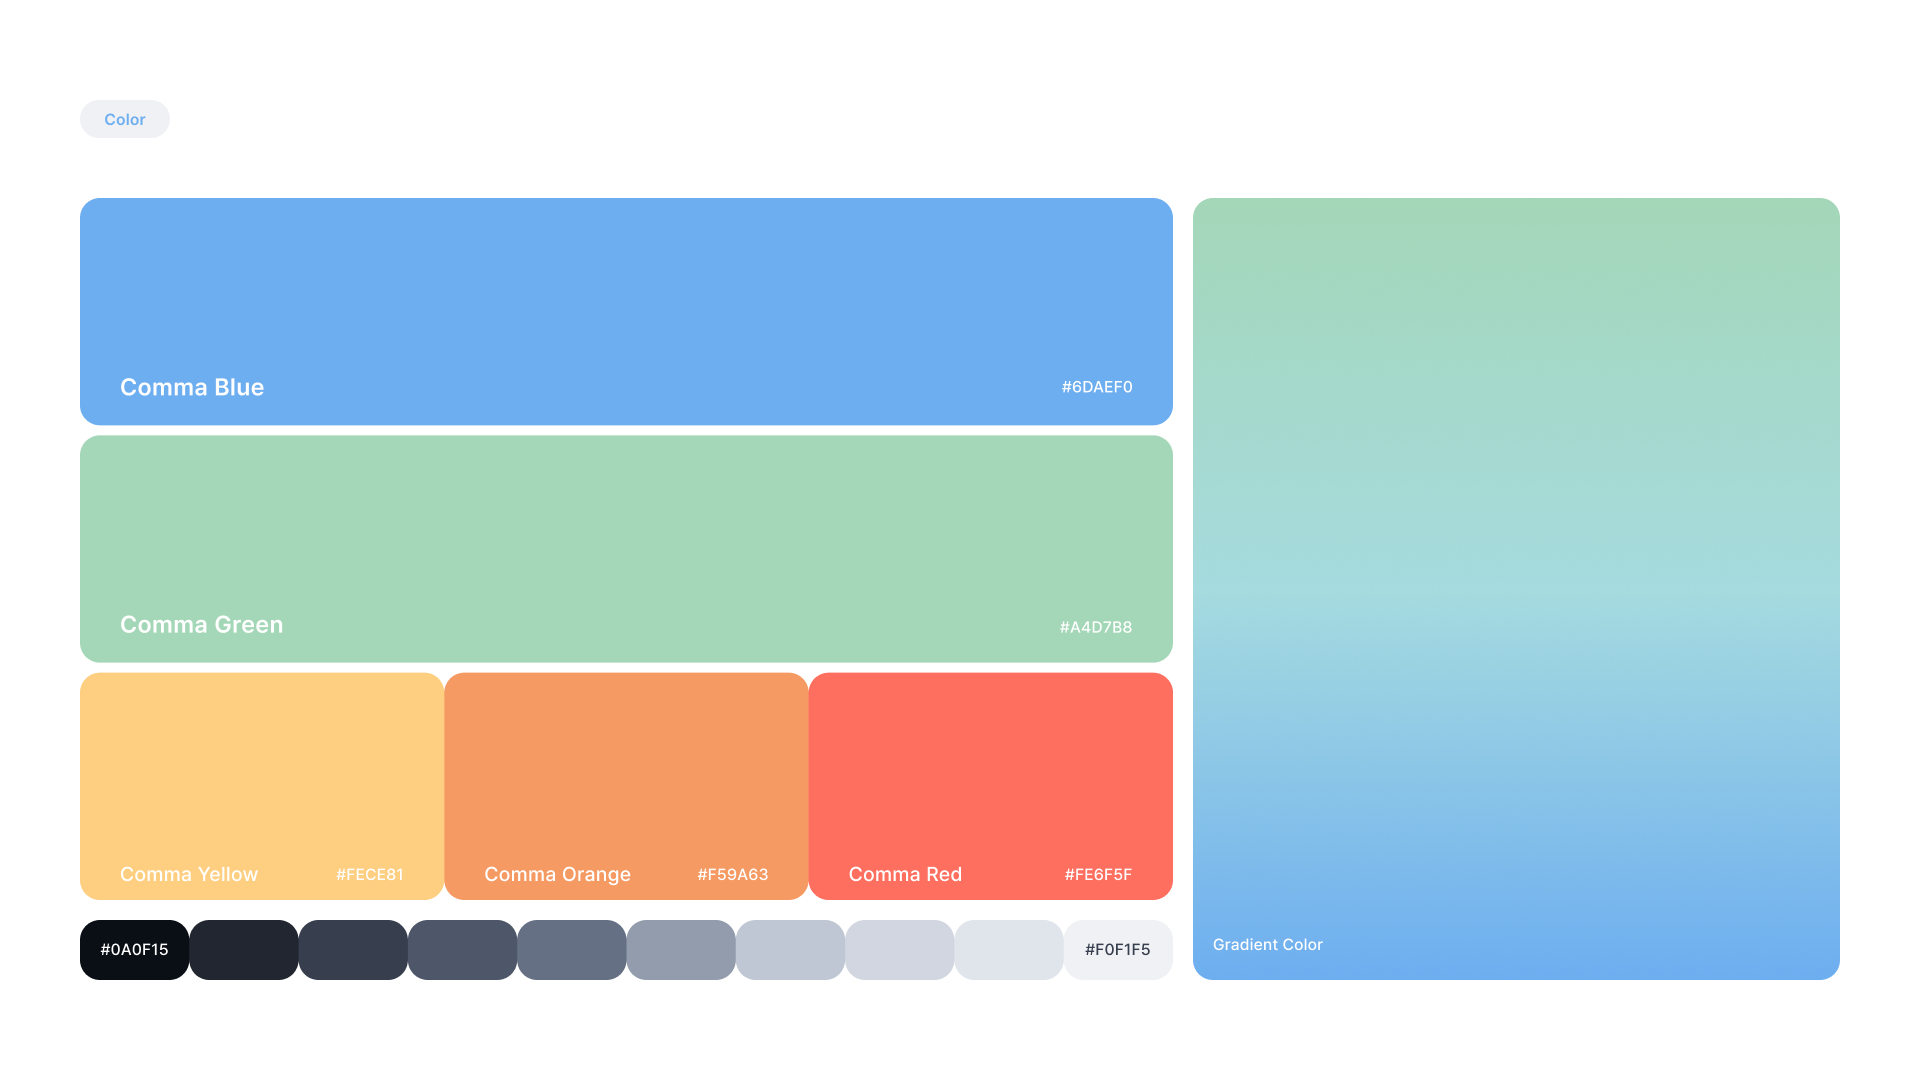 Color
Comma Blue
#6DAEF0
Comma Green
#A4D7B8
Comma Yellow
#FECE81
Comma Orange
#F59A63
Comma Red
#FE6F5F
#0A0F15
#F0F1F5
Gradient Color